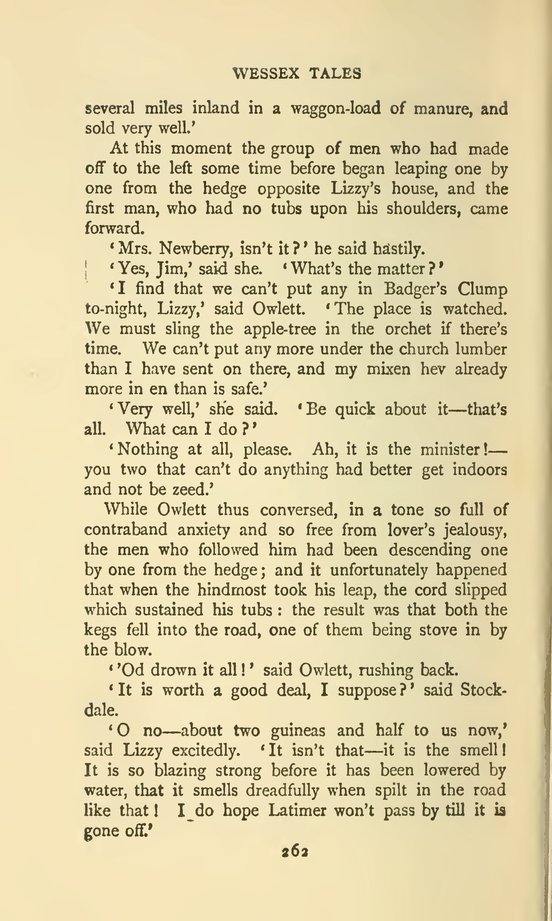 WESSEX TALES
several miles inland in a waggon-load of manure, and
sold very well.’
At this moment the group of men who had made
off to the left some time before began leaping one by
one from the hedge opposite Lizzy’s house, and the
first man, who had no tubs upon his shoulders, came
forward.
‘Mrs. Newberry, isn’t it?’ he said hastily.
‘Yes, Jim,’ said she. ‘What’s the matter?’
‘I find that we can’t put any in Badger’s Clump
to-night, Lizzy,’ said Owlett. ‘The place is watched.
We must sling the apple-tree in the orchet if there’s
time. We can’t put any more under the church lumber
than I have sent on there, and my mixen hev already
more in en than is safe.’
‘Very well,’ she said. ‘Be quick about it—that’s
all. What can I do?’
‘Nothing at all, please. Ah, it is the minister!—
you two that can’t do anything had better get indoors
and not be zeed.’
While Owlett thus conversed, in a tone so full of
contraband anxiety and so free from lover’s jealousy,
the men who followed him had been descending one
by one from the hedge; and it unfortunately happened
that when the hindmost took his leap, the cord slipped
which sustained his tubs: the result was that both the
kegs fell into the road, one of them being stove in by
the blow.
‘’Od drown it all!’ said Owlett, rushing back.
‘It is worth a good deal, I suppose?’ said Stock-
dale.
‘O no—about two guineas and half to us now,’
said Lizzy excitedly. ‘It isn’t that—it is the smell!
It is so blazing strong before it has been lowered by
water, that it smells dreadfully when spilt in the road
like that! I do hope Latimer won’t pass by till it is
gone off.’
262